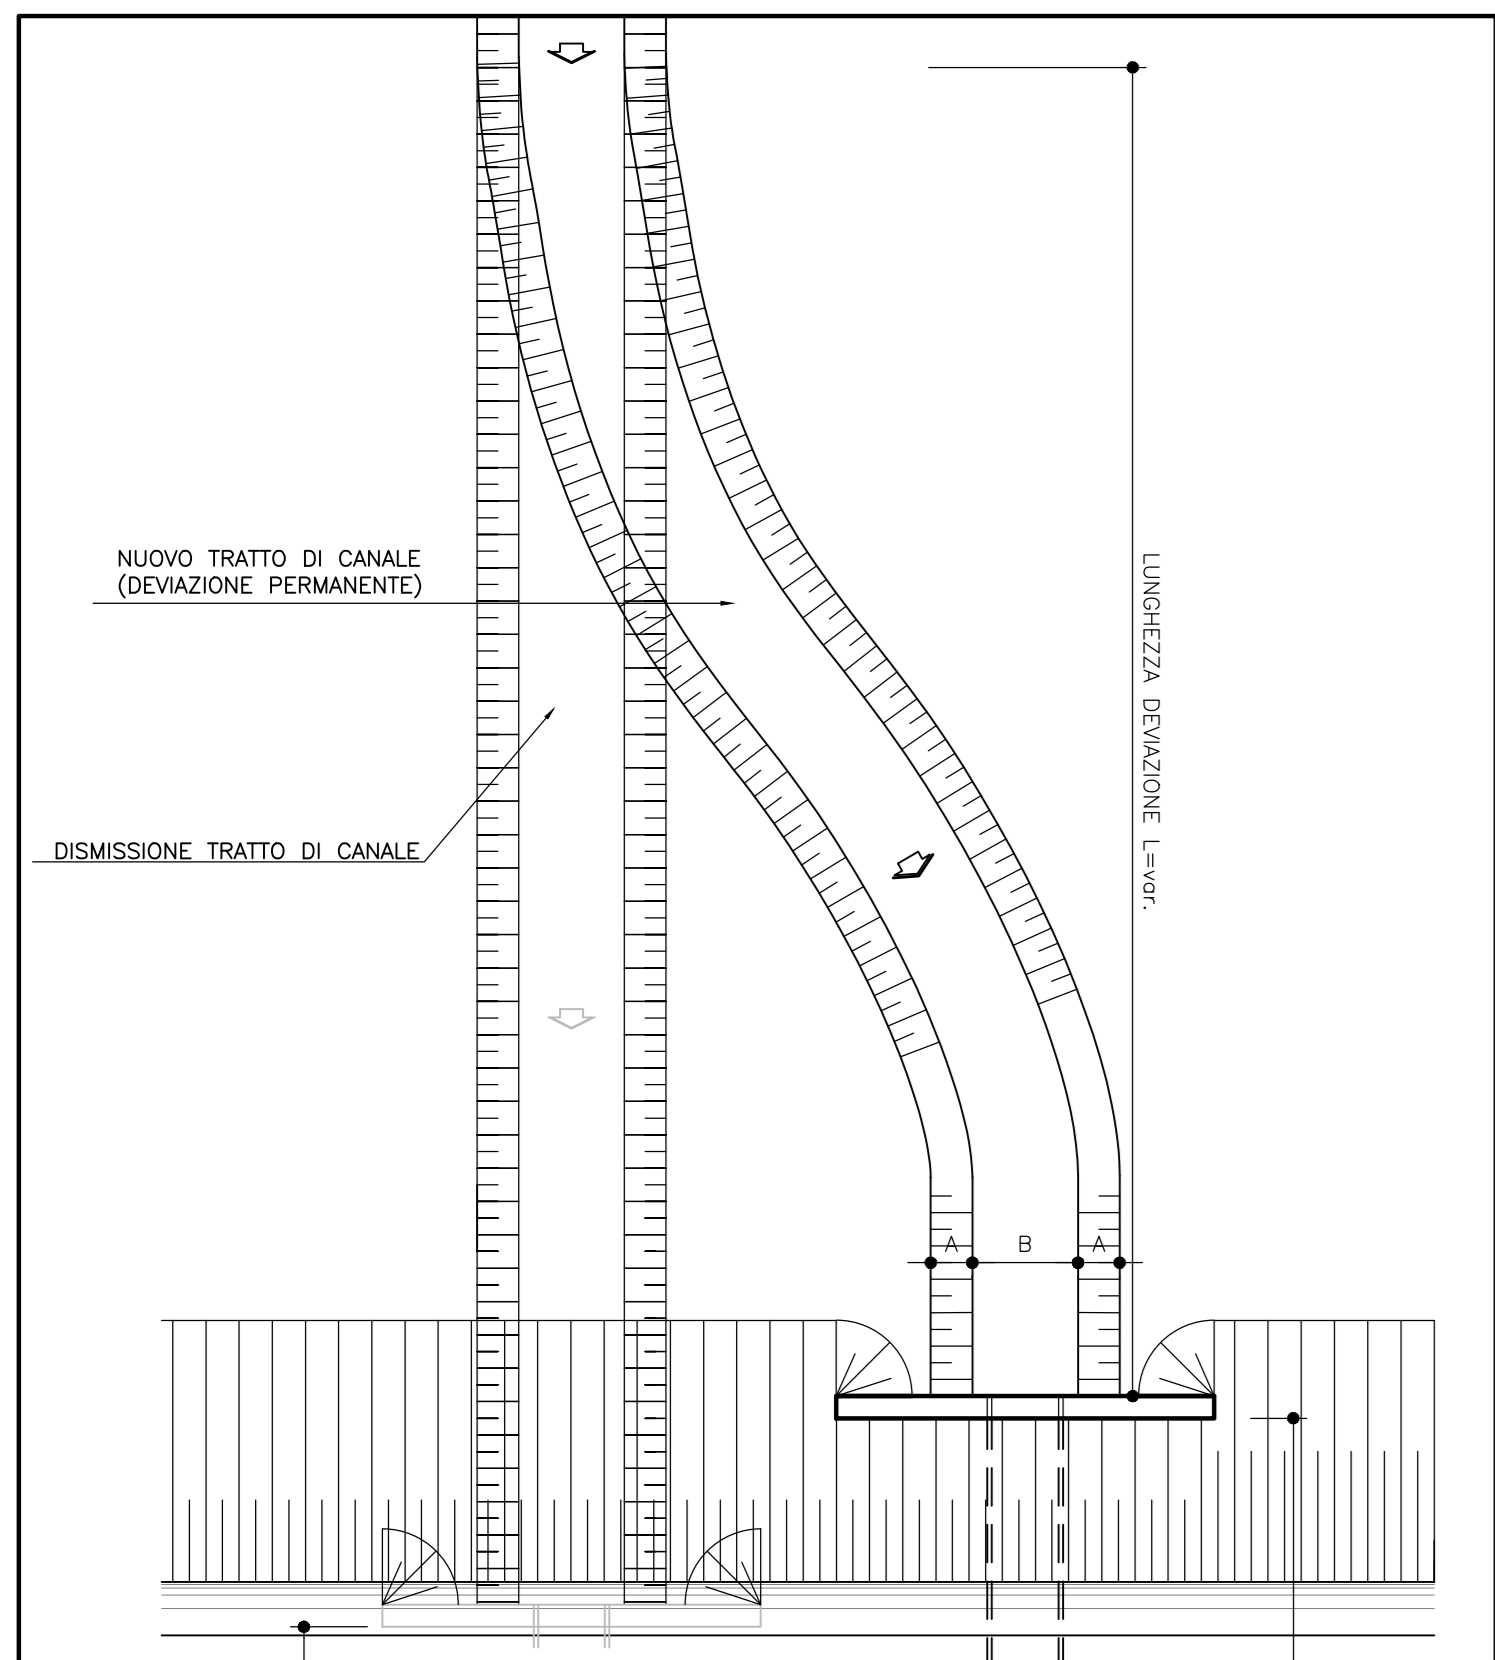 NUOVO TRATTO DI CANALE
(DEVIAZIONE PERMANENTE)
LUNGHEZZA DEVIAZIONE L=var.
DISMISSIONE TRATTO DI CANALE
A B A